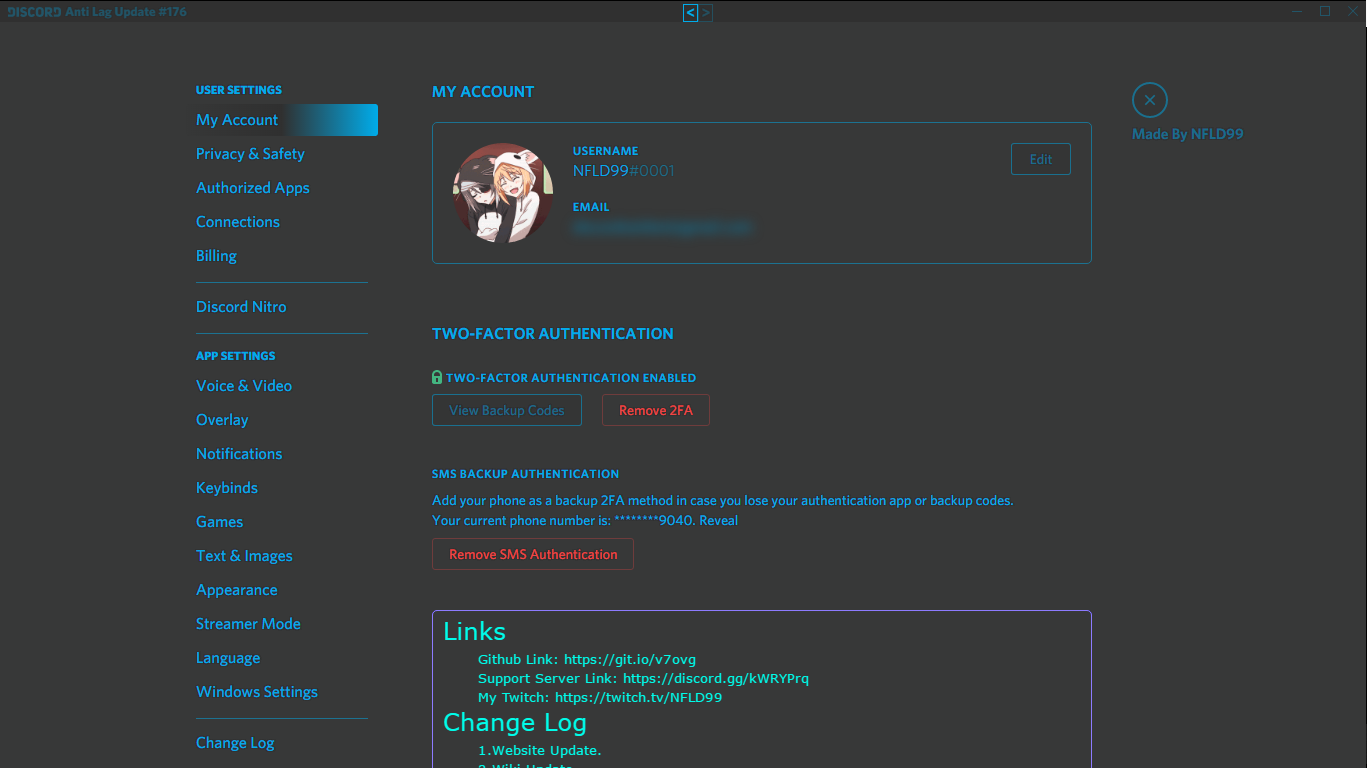 DISCORD Anti Lag Update #176
< >
USER SETTINGS
My Account
Privacy & Safety
Authorized Apps
Connections
Billing
Discord Nitro
APP SETTINGS
Voice & Video
Overlay
Notifications
Keybinds
Games
Text & Images
Appearance
Streamer Mode
Language
Windows Settings
Change Log
MY ACCOUNT
USERNAME
NFLD99#0001
Edit
EMAIL
TWO-FACTOR AUTHENTICATION
TWO-FACTOR AUTHENTICATION ENABLED
View Backup Codes
Remove 2FA
SMS BACKUP AUTHENTICATION
Add your phone as a backup 2FA method in case you lose your authentication app or backup codes.
Your current phone number is: ********9040. Reveal
Remove SMS Authentication
Links
Github Link: https://git.io/v7ovg
Support Server Link: https://discord.gg/kWRYPrq
My Twitch: https://twitch.tv/NFLD99
Change Log
1.Website Update.
2.Wiki Update
Made By NFLD99